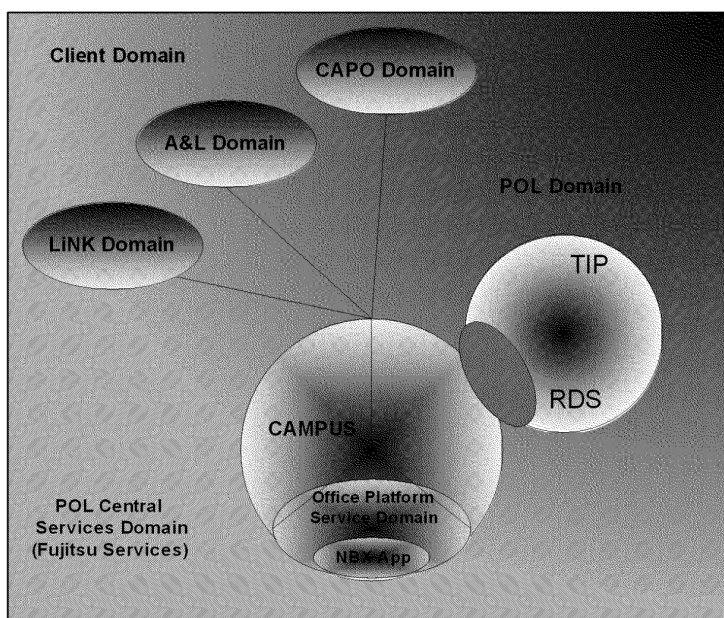 Client Domain
CAPO Domain
A&L Domain
POL Domain
LiNK Domain
TIP
RDS
CAMPUS
Office Platform
Service Domain
POL Central
Services Domain
(Fujitsu Services)
NBX App